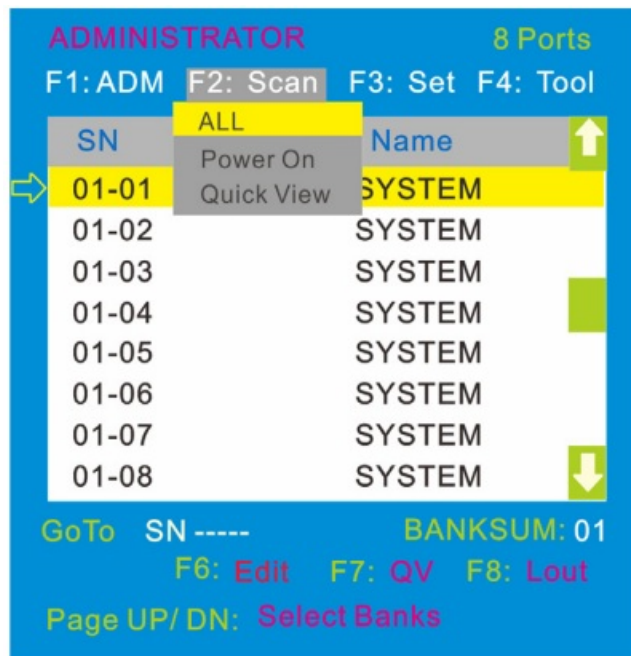 ADMINISTRATOR 8 Ports
F1: ADM F2: Scan F3: Set F4: Tool
ALL
Power On
Quick View
SN Name
01-01 SYSTEM
01-02 SYSTEM
01-03 SYSTEM
01-04 SYSTEM
01-05 SYSTEM
01-06 SYSTEM
01-07 SYSTEM
01-08 SYSTEM
GoTo SN ----- BANKSUM: 01
F6: Edit F7: QV F8: Lout
Page UP/ DN: Select Banks